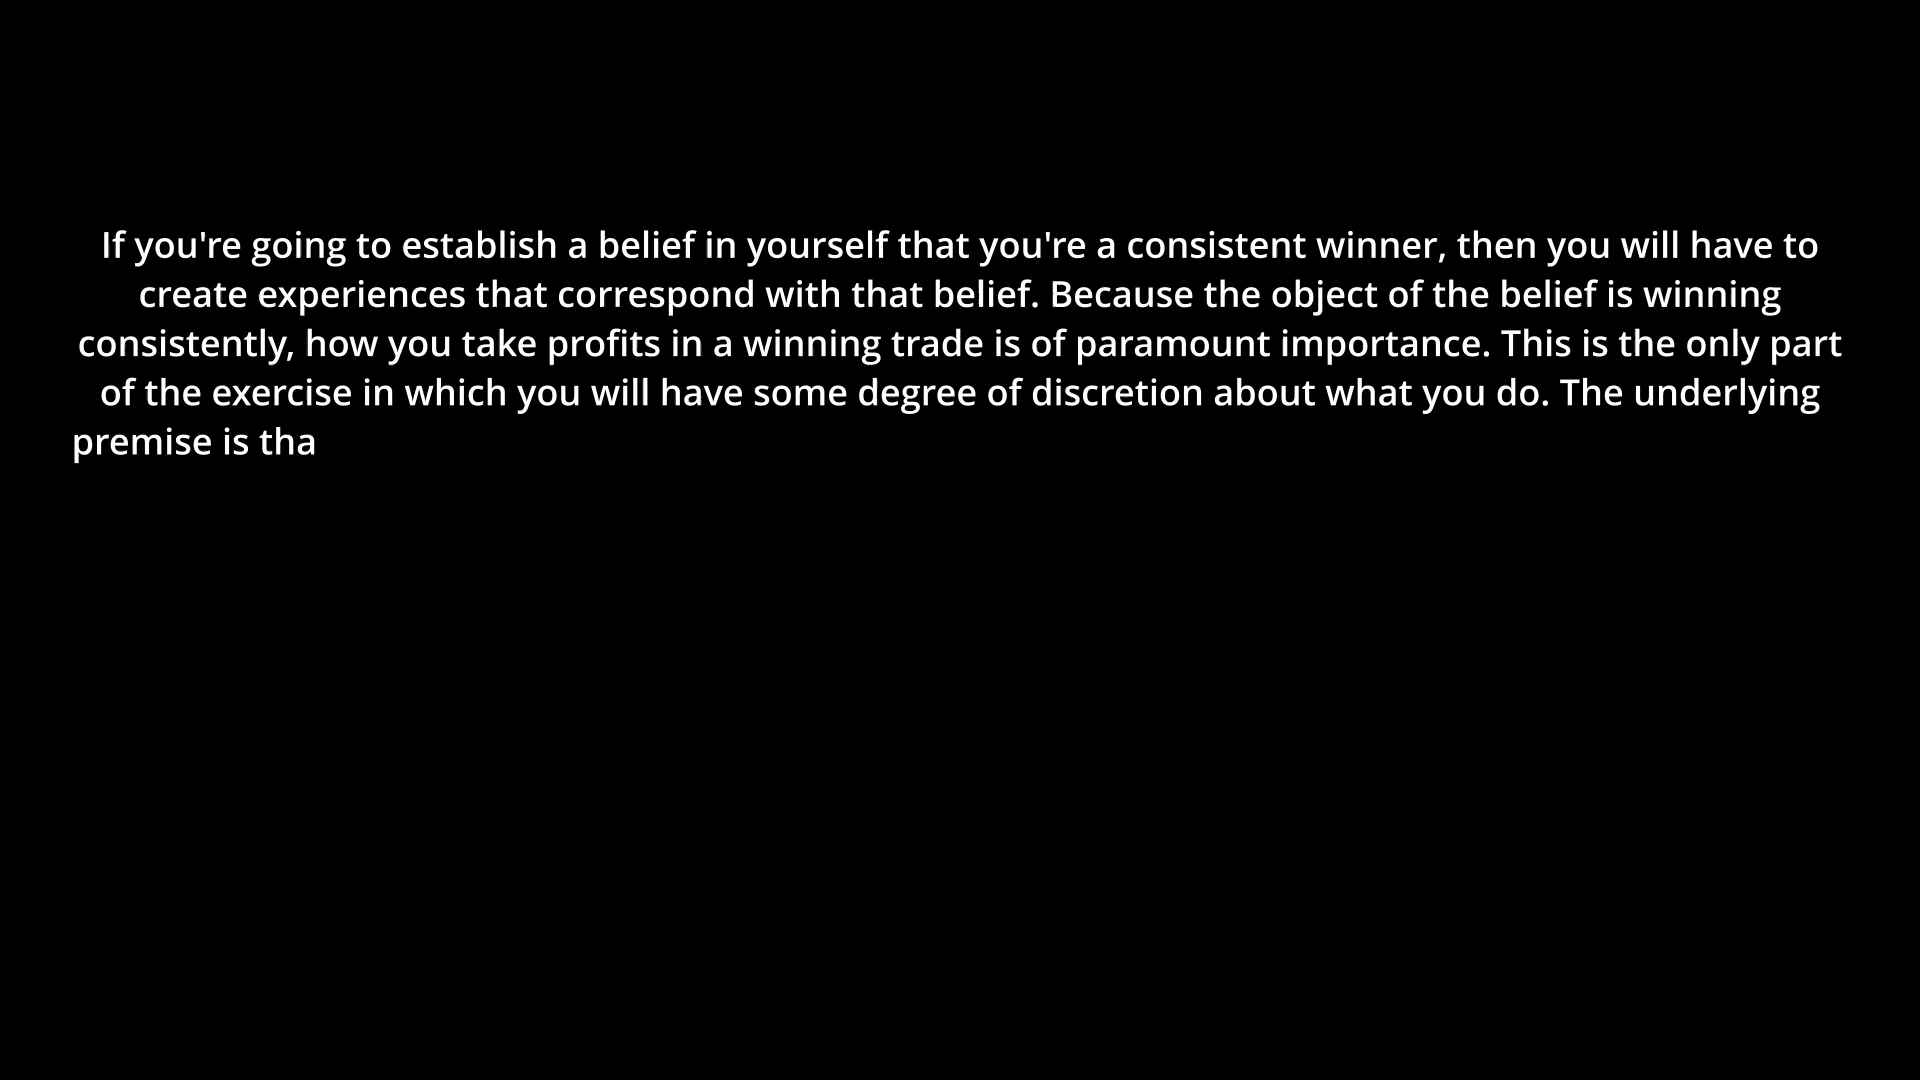 If you're going to establish a belief in yourself that you're a consistent winner, then you will have to
create experiences that correspond with that belief. Because the object of the belief is winning
consistently, how you take profits in a winning trade is of paramount importance. This is the only part
of the exercise in which you will have some degree of discretion about what you do. The underlying
premise is tha